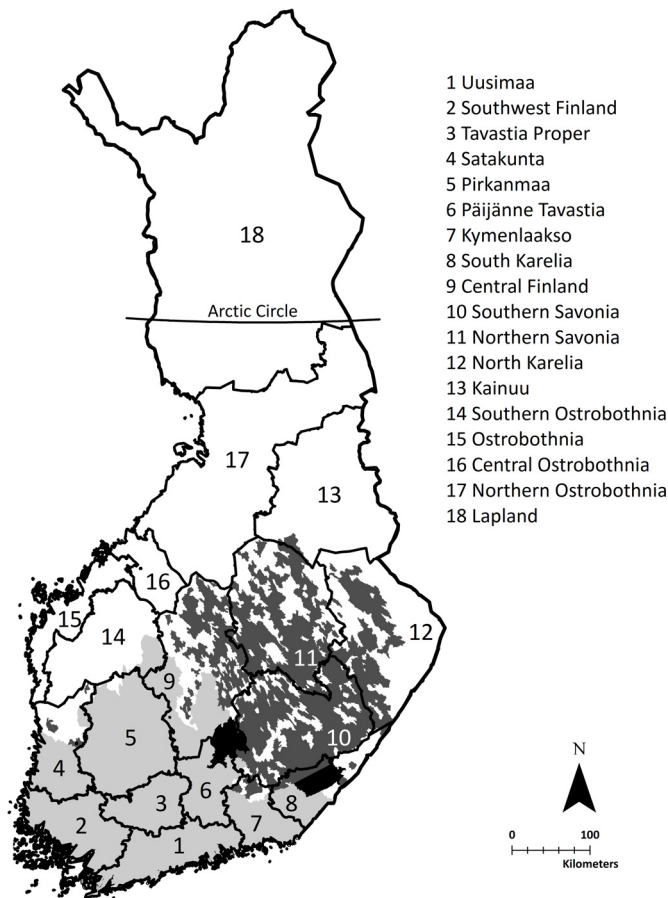 1 Uusimaa
2 Southwest Finland
3 Tavastia Proper
4 Satakunta
5 Pirkanmaa
6 Päijänne Tavastia
7 Kymenlaakso
8 South Karelia
9 Central Finland
10 Southern Savonia
11 Northern Savonia
12 North Karelia
13 Kainuu
14 Southern Ostrobothnia
15 Ostrobothnia
16 Central Ostrobothnia
17 Northern Ostrobothnia
18 Lapland
18
Arctic Circle
17
13
16
15
14
12
11
9
10
5
4
6
3
8
7
2
1
N
0 100
Kilometers